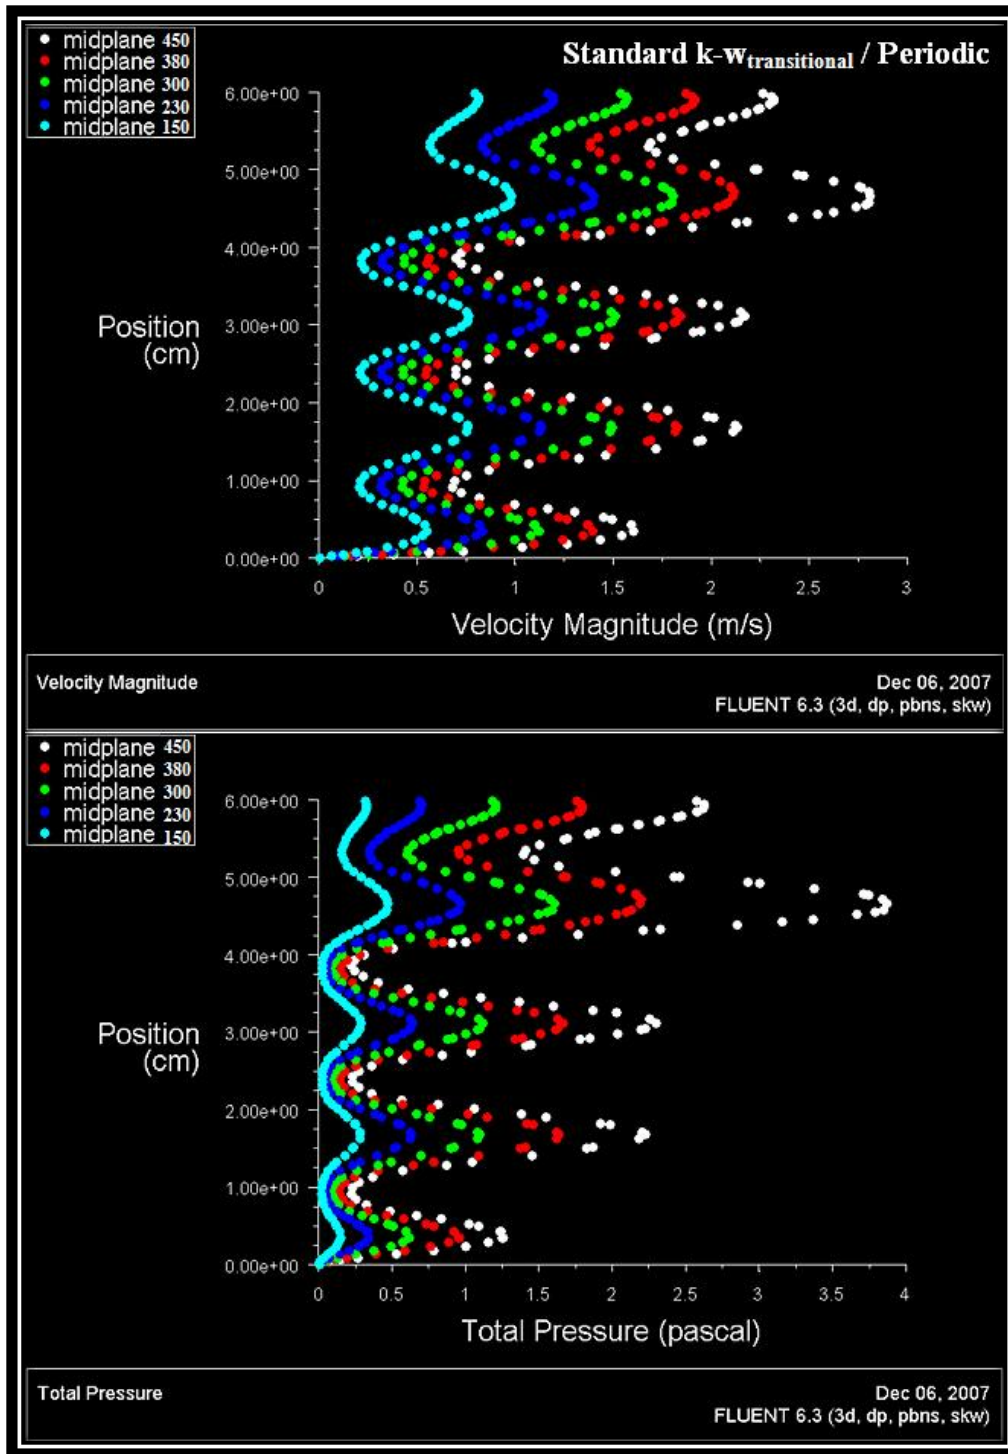 midplane 450
midplane 380
midplane 300
midplane 230
midplane 150
Standard k-wtransitional / Periodic
6.00e+00
5.00e+00
4.00e+00
3.00e+00
2.00e+00
1.00e+00
0.00e+00
Position
(cm)
0 0.5 1 1.5 2 2.5 3
Velocity Magnitude (m/s)
Velocity Magnitude
Dec 06, 2007
FLUENT 6.3 (3d, dp, pbns, skw)
midplane 450
midplane 380
midplane 300
midplane 230
midplane 150
6.00e+00
5.00e+00
4.00e+00
3.00e+00
2.00e+00
1.00e+00
0.00e+00
Position
(cm)
0 0.5 1 1.5 2 2.5 3 3.5 4
Total Pressure (pascal)
Total Pressure
Dec 06, 2007
FLUENT 6.3 (3d, dp, pbns, skw)